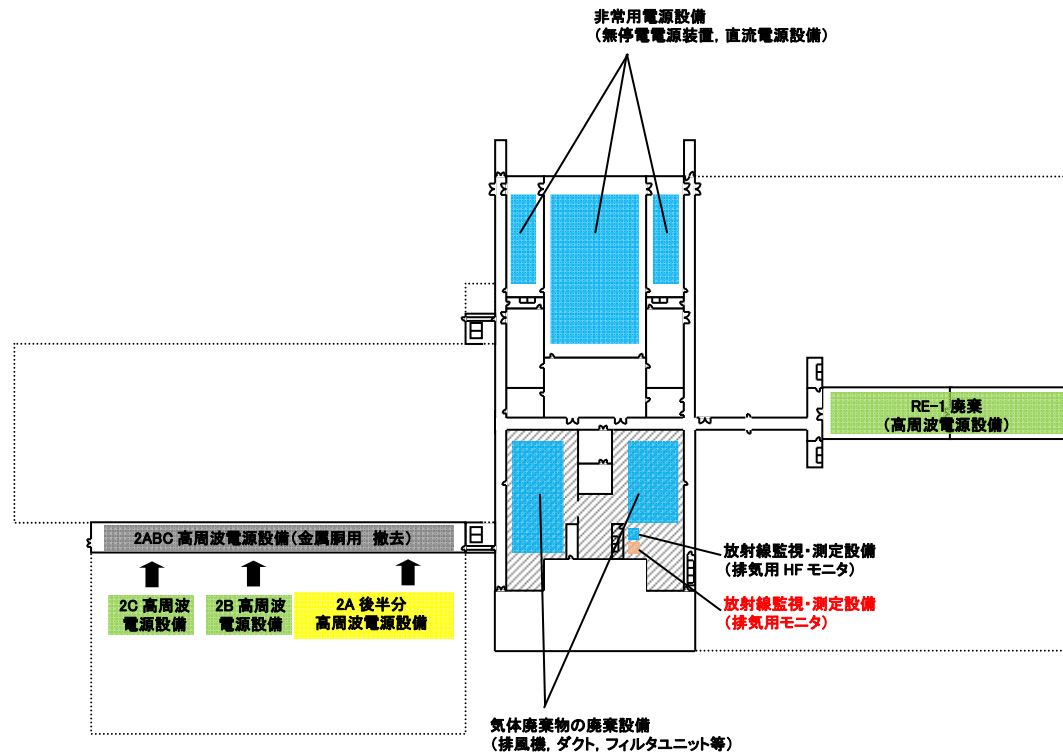 非常用電源設備
（無停電電源装置，直流電源設備）
RE-1 廃棄
（高周波電源設備）
2ABC 高周波電源設備（金属胴用 撤去）
2C 高周波
電源設備
2B 高周波
電源設備
2A 後半分
高周波電源設備
放射線監視・測定設備
（排気用 HF モニタ）
放射線監視・測定設備
（排気用モニタ）
気体廃棄物の廃棄設備
（排風機，ダクト，フィルタユニット等）